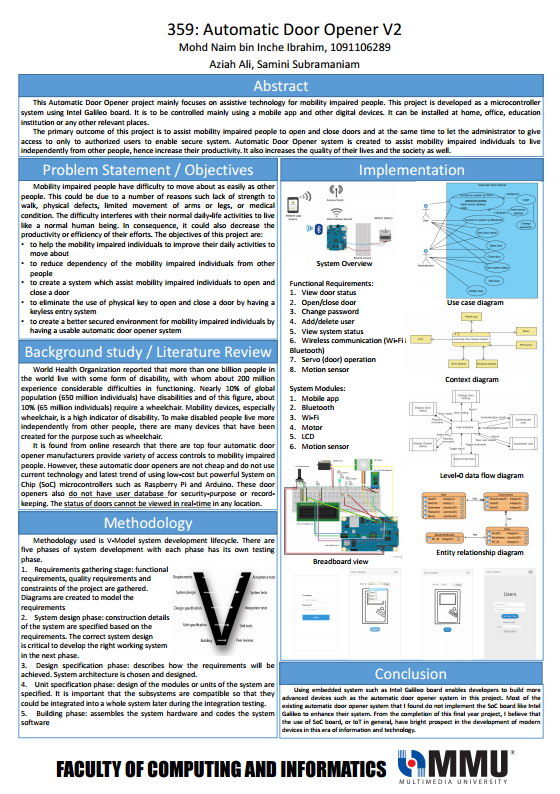 359: Automatic Door Opener V2
Mohd Naim bin Inche Ibrahim, 1091106289
Aziah Ali, Samini Subramaniam
Abstract
This Automatic Door Opener project mainly focuses on assistive technology for mobility impaired people. This project is developed as a microcontroller
system using Intel Galileo board. It is to be controlled mainly using a mobile app and other digital devices. It can be installed at home, office, education
institution or any other relevant places.
The primary outcome of this project is to assist mobility impaired people to open and close doors and at the same time to let the administrator to give
access to only to authorized users to enable secure system. Automatic Door Opener system is created to assist mobility impaired individuals to live
independently from other people, hence increase their productivity. It also increases the quality of their lives and the society as well.
Problem Statement / Objectives
Mobility impaired people have difficulty to move about as easily as other
people. This could be due to a number of reasons such lack of strength to
walk, physical defects, limited movement of arms or legs, or medical
condition. The difficulty interferes with their normal daily-life activities to live
like a normal human being. In consequence, it could also decrease the
productivity or efficiency of their efforts. The objectives of this project are:
• to help the mobility impaired individuals to improve their daily activities to
move about
• to reduce dependency of the mobility impaired individuals from other
people
• to create a system which assist mobility impaired individuals to open and
close a door
• to eliminate the use of physical key to open and close a door by having a
keyless entry system
• to create a better secured environment for mobility impaired individuals by
having a usable automatic door opener system
Background study / Literature Review
World Health Organization reported that more than one billion people in
the world live with some form of disability, with whom about 200 million
experience considerable difficulties in functioning. Nearly 10% of global
population (650 million individuals) have disabilities and of this figure, about
10% (65 million individuals) require a wheelchair. Mobility devices, especially
wheelchair, is a high indicator of disability. To make disabled people live more
independently from other people, there are many devices that have been
created for the purpose such as wheelchair.
It is found from online research that there are top four automatic door
opener manufacturers provide variety of access controls to mobility impaired
people. However, these automatic door openers are not cheap and do not use
current technology and latest trend of using low-cost but powerful System on
Chip (SoC) microcontrollers such as Raspberry Pi and Arduino. These door
openers also do not have user database for security-purpose or record-
keeping. The status of doors cannot be viewed in real-time in any location.
Methodology
Methodology used is V-Model system development lifecycle. There are
five phases of system development with each phase has its own testing
phase.
1. Requirements gathering stage: functional
requirements, quality requirements and
constraints of the project are gathered.
Diagrams are created to model the
requirements
2. System design phase: construction details
of the system are specified based on the
requirements. The correct system design
is critical to develop the right working system
in the next phase.
3. Design specification phase: describes how the requirements will be
achieved. System architecture is chosen and designed.
4. Unit specification phase: design of the modules or units of the system are
specified. It is important that the subsystems are compatible so that they
could be integrated into a whole system later during the integration testing.
5. Building phase: assembles the system hardware and codes the system
software
Requirements
Acceptance tests
System design
System tests
Design specification
Integration tests
Unit specification
Unit tests
Building
Peer reviews
Implementation
System Overview
Use case diagram
Functional Requirements:
1. View door status
2. Open/close door
3. Change password
4. Add/delete user
5. View system status
6. Wireless communication (Wi-Fi
Bluetooth)
7. Servo (door) operation
8. Motion sensor
Context diagram
System Modules:
1. Mobile app
2. Bluetooth
3. Wi-Fi
4. Motor
5. LCD
6. Motion sensor
Level-0 data flow diagram
Entity relationship diagram
Breadboard view
Users
Conclusion
Using embedded system such as Intel Galileo board enables developers to build more
advanced devices such as the automatic door opener system in this project. Most of the
existing automatic door opener system that I found do not implement the SoC board like Intel
Galileo to enhance their system. From the completion of this final year project, I believe that
the use of SoC board, or IoT in general, have bright prospect in the development of modern
devices in this era of information and technology.
FACULTY OF COMPUTING AND INFORMATICS
MMU
MULTIMEDIA UNIVERSITY